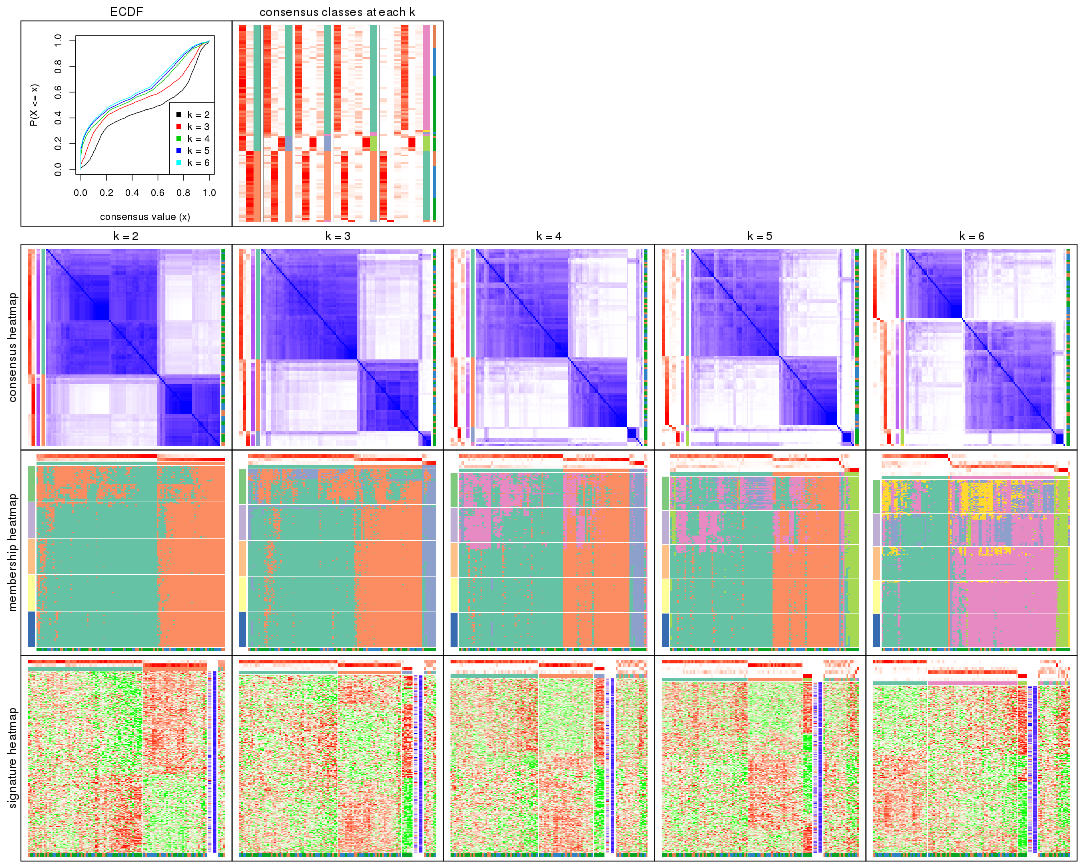 ECDF
consensus classes at each k
P(X <= x)
0.0 0.2 0.4 0.6 0.8 1.0
k = 2
k = 3
k = 4
k = 5
k = 6
0.0 0.2 0.4 0.6 0.8 1.0
consensus value (x)
k = 2
k = 3
k = 4
k = 5
k = 6
consensus heatmap
membership heatmap
signature heatmap